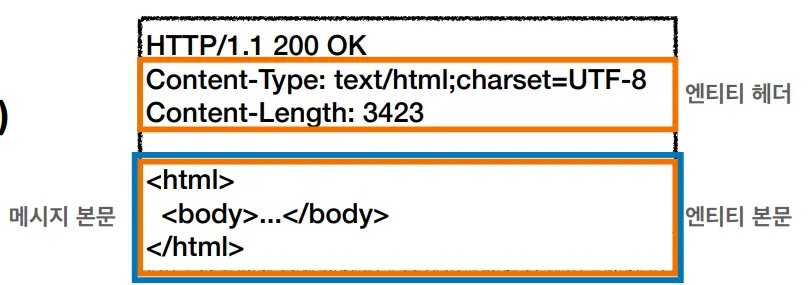 HTTP/1.1 200 OK
Content-Type: text/html;charset=UTF-8
Content-Length: 3423
엔티티 헤더
)
<html>
<body>...</body>
</html>
메시지 본문
엔티티 본문